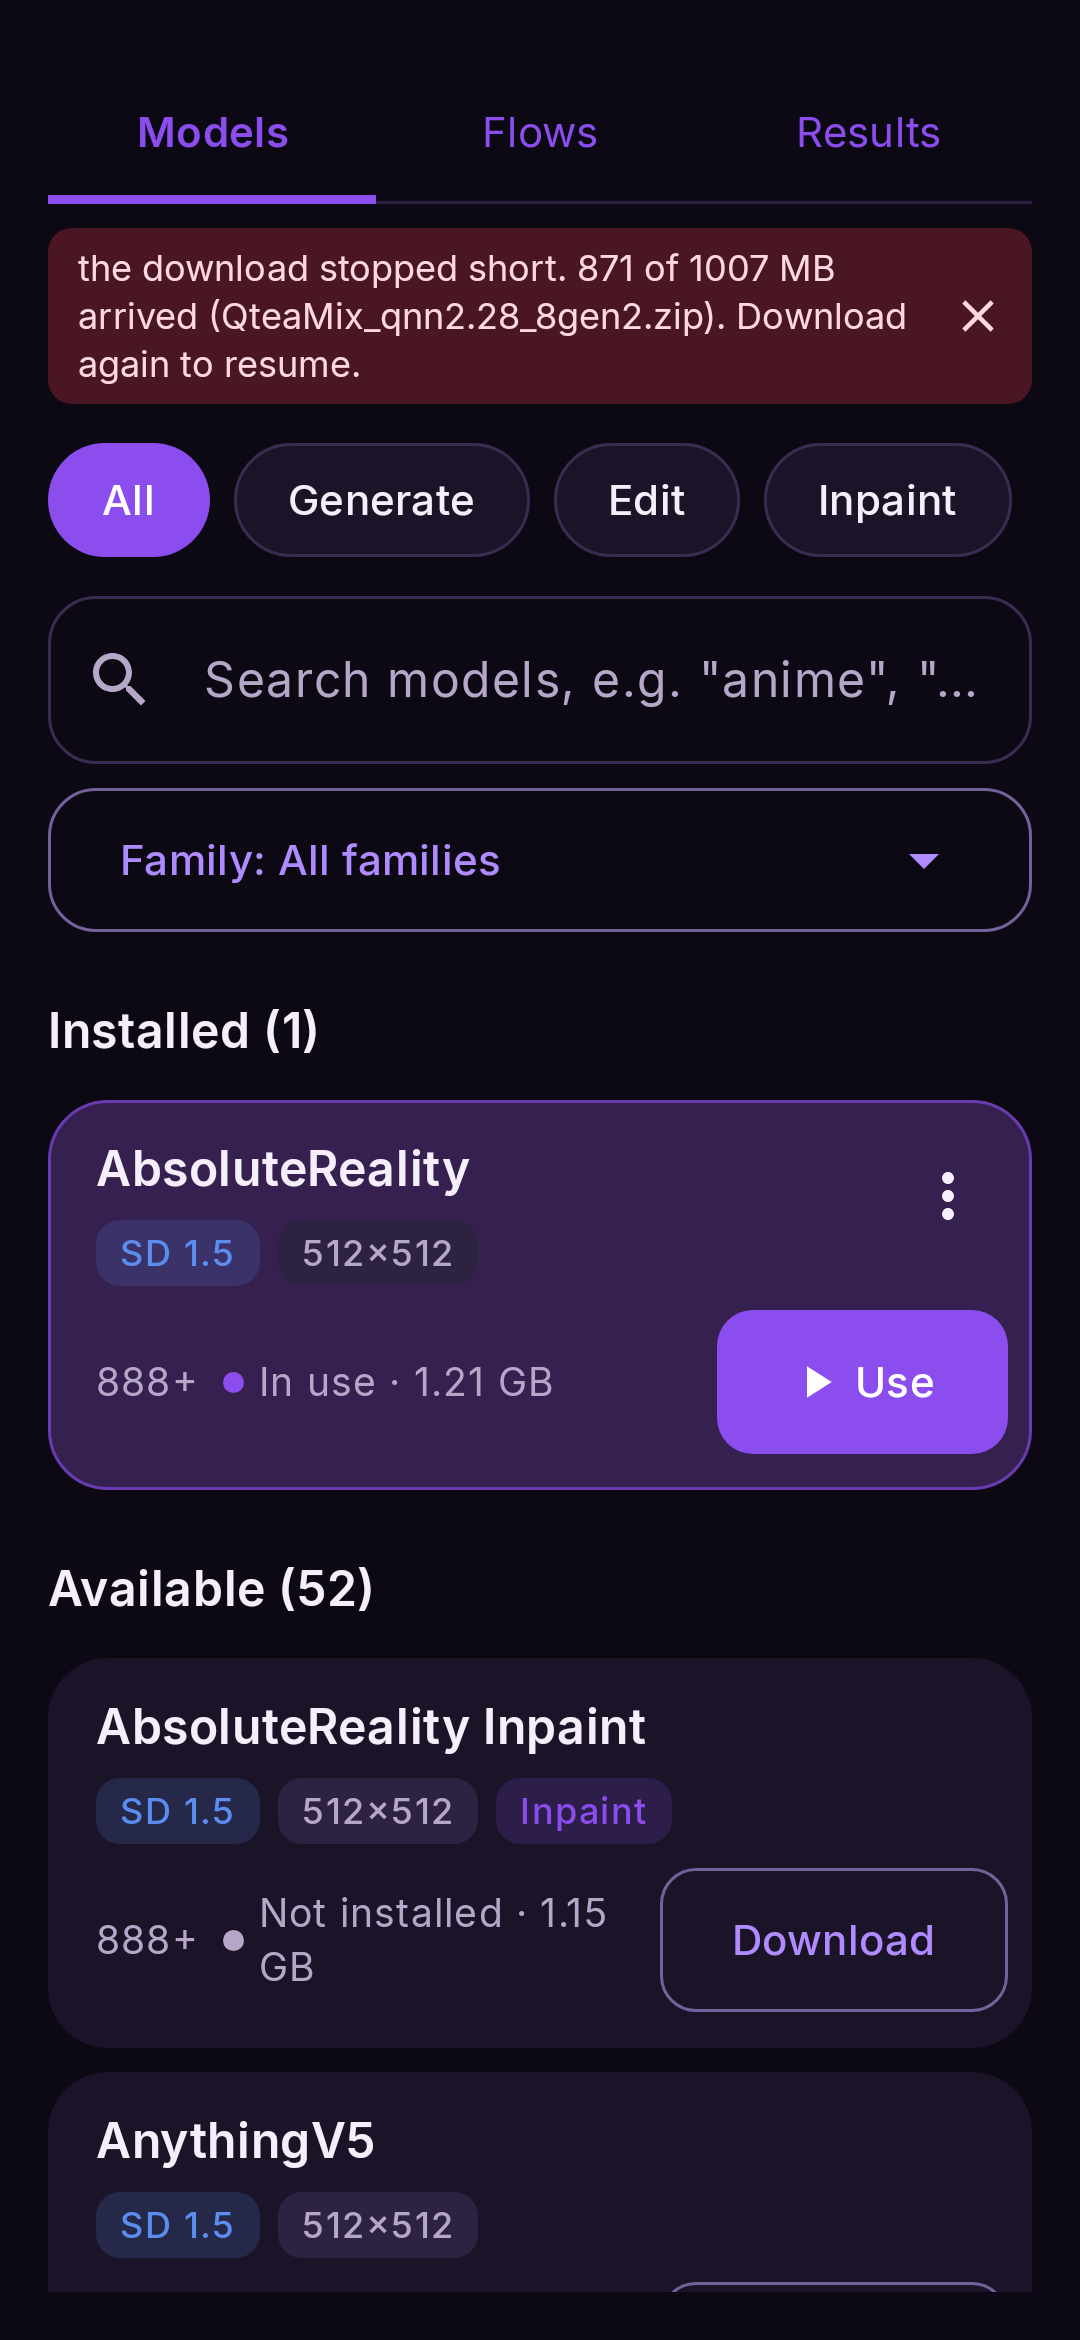 Models Flows Results
the download stopped short. 871 of 1007 MB
arrived (QteaMix_qnn2.28_8gen2.zip). Download
again to resume.
All Generate Edit Inpaint
Search models, e.g. "anime", "...
Family: All families
Installed (1)
AbsoluteReality
SD 1.5 512×512
888+ In use · 1.21 GB Use
Available (52)
AbsoluteReality Inpaint
SD 1.5 512×512 Inpaint
888+ Not installed · 1.15
GB
Download
AnythingV5
SD 1.5 512×512